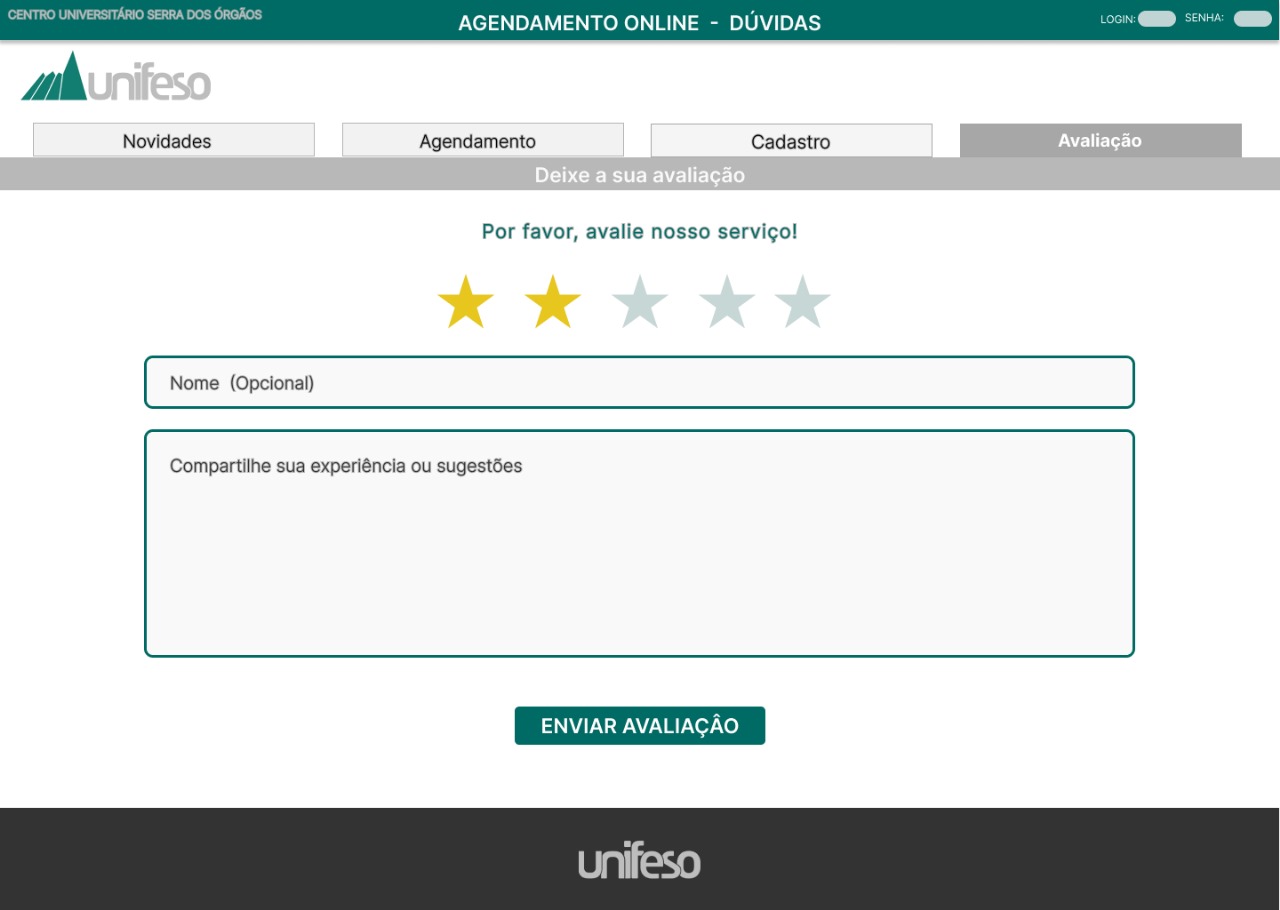 CENTRO UNIVERSITÁRIO SERRA DOS ÓRGÃOS
AGENDAMENTO ONLINE - DÚVIDAS
LOGIN: SENHA:
unifeso
Novidades Agendamento Cadastro Avaliação
Deixe a sua avaliação
Por favor, avalie nosso serviço!
Nome (Opcional)
Compartilhe sua experiência ou sugestões
ENVIAR AVALIAÇÂO
unifeso